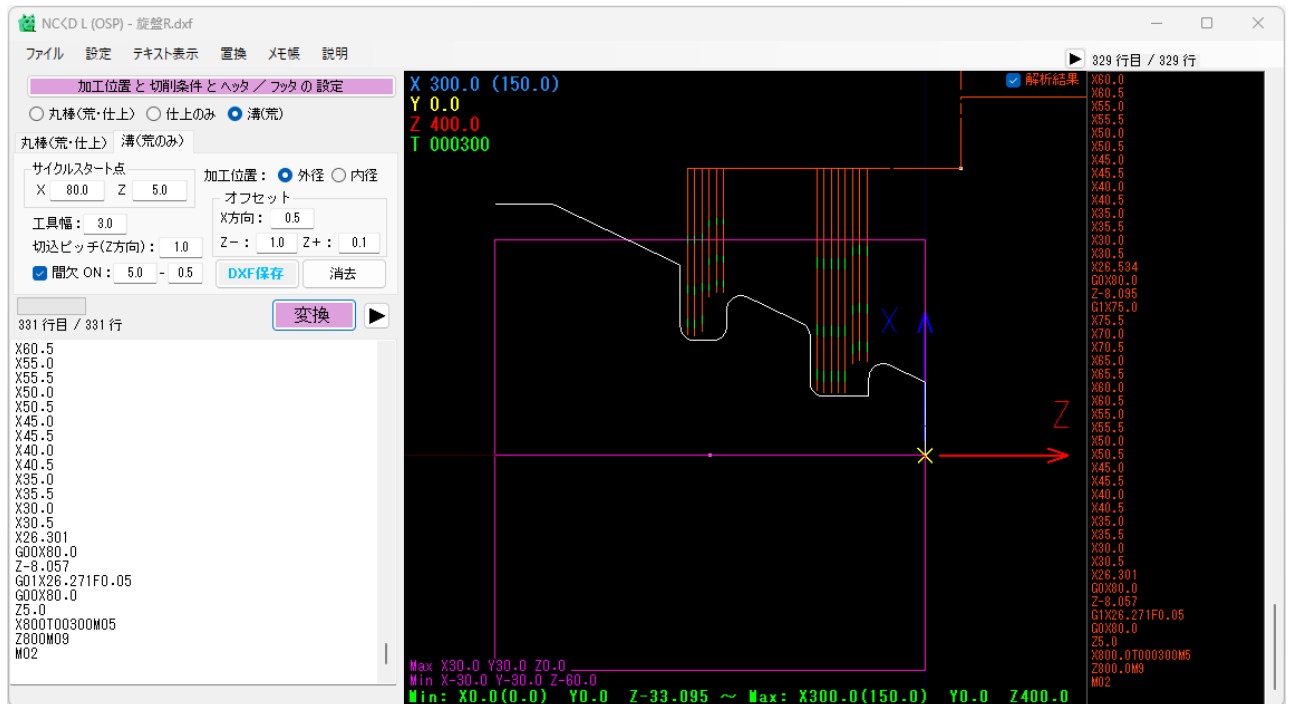 NC<D L (OSP) - 旋盤R.dxf
ファイル 設定 テキスト表示 置換 メモ帳 説明
329 行目 / 329 行
加工位置 と 切削条件 と ヘッタ ／ フッタ の 設定
丸棒(荒・仕上) 仕上のみ 溝(荒)
丸棒(荒・仕上) 溝(荒のみ)
サイクルスタート点
X 80.0 Z 5.0
加工位置： 外径 内径
オフセット
工具幅： 3.0
X方向： 0.5
切込ピッチ(Z方向)： 1.0
Z－： 1.0 Z＋： 0.1
間欠 ON： 5.0 - 0.5
DXF保存 消去
変換
331 行目 / 331 行
X60.5
X55.0
X55.5
X50.0
X50.5
X45.0
X45.5
X40.0
X40.5
X35.0
X35.5
X30.0
X30.5
X26.301
G00X80.0
Z-8.057
G01X26.271F0.05
G00X80.0
Z5.0
X800T00300M05
Z800M09
M02
X 300.0 (150.0)
Y 0.0
Z 400.0
T 000300
解析結果
X
Z
Max X30.0 Y30.0 Z0.0
Min X-30.0 Y-30.0 Z-60.0
Min: X0.0(0.0) Y0.0 Z-33.095 ～ Max: X300.0(150.0) Y0.0 Z400.0
X60.0
X60.5
X55.0
X55.5
X50.0
X50.5
X45.0
X45.5
X40.0
X40.5
X35.0
X35.5
X30.0
X30.5
X26.534
G0X80.0
Z-8.095
G1X75.0
X75.5
X70.0
X70.5
X65.0
X65.5
X60.0
X60.5
X55.0
X55.5
X50.0
X50.5
X45.0
X45.5
X40.0
X40.5
X35.0
X35.5
X30.0
X30.5
X26.301
G0X80.0
Z-8.057
G1X26.271F0.05
G0X80.0
Z5.0
X800.0T000300M5
Z800.0M9
M02